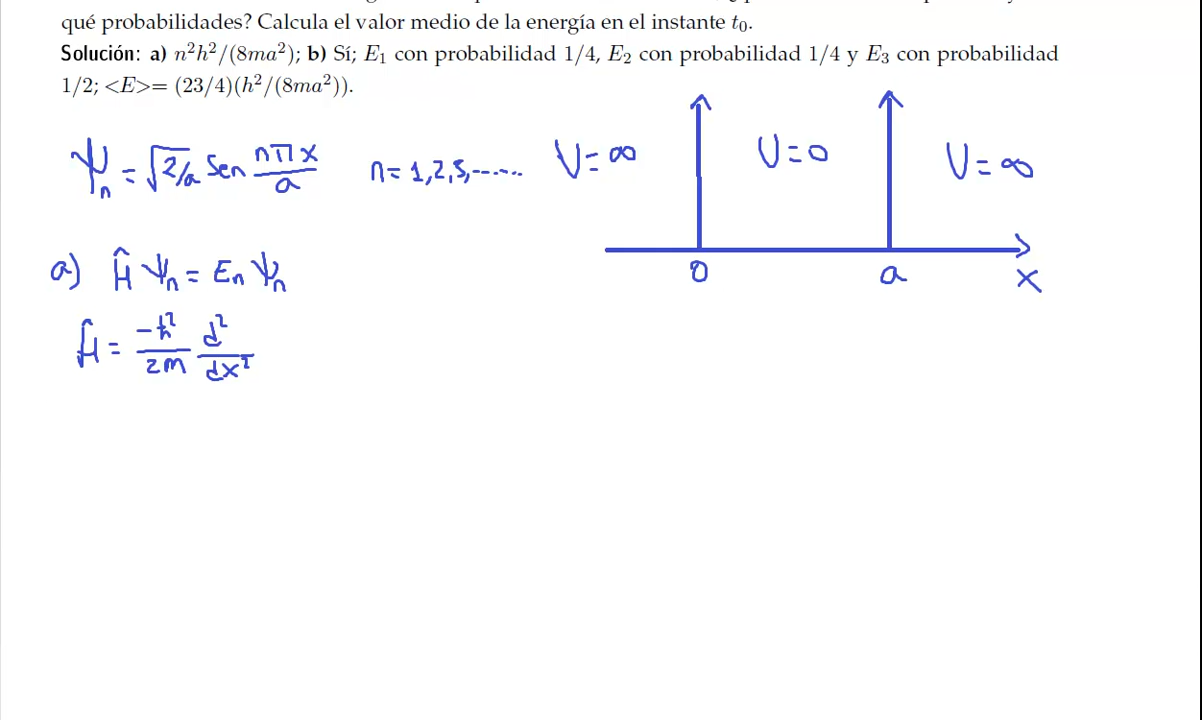 qué probabilidades? Calcula el valor medio de la energía en el instante t₀.
Solución: a) n²h²/(8ma²); b) Sí; E₁ con probabilidad 1/4, E₂ con probabilidad 1/4 y E₃ con probabilidad
1/2; <E>= (23/4)(h²/(8ma²)).
ψₙ = √2/a Sen nπx/a n= 1,2,3,------ V=∞ V=0 V=∞
0 a x
a) Ĥ ψₙ = Eₙ ψₙ
Ĥ = -ħ²/2m d²/dx²